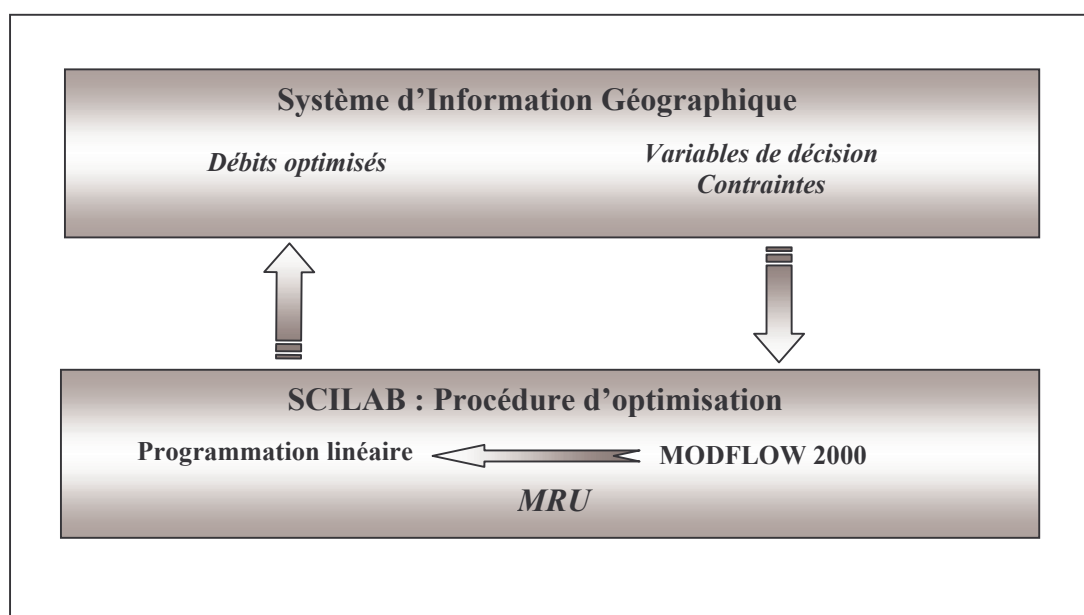 Système d’Information Géographique
Débits optimisés
Variables de décision
Contraintes
SCILAB : Procédure d’optimisation
Programmation linéaire
MODFLOW 2000
MRU